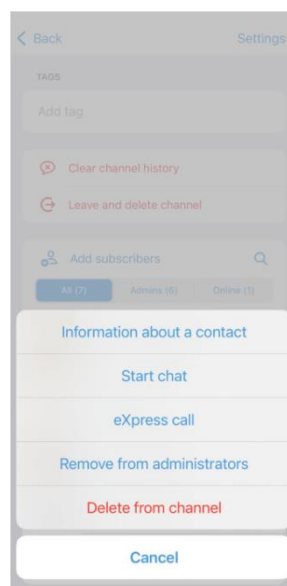 Back Settings
TAGS
Add tag
Clear channel history
Leave and delete channel
Add subscribers
All (7) Admins (6) Online (1)
Information about a contact
Start chat
eXpress call
Remove from administrators
Delete from channel
Cancel